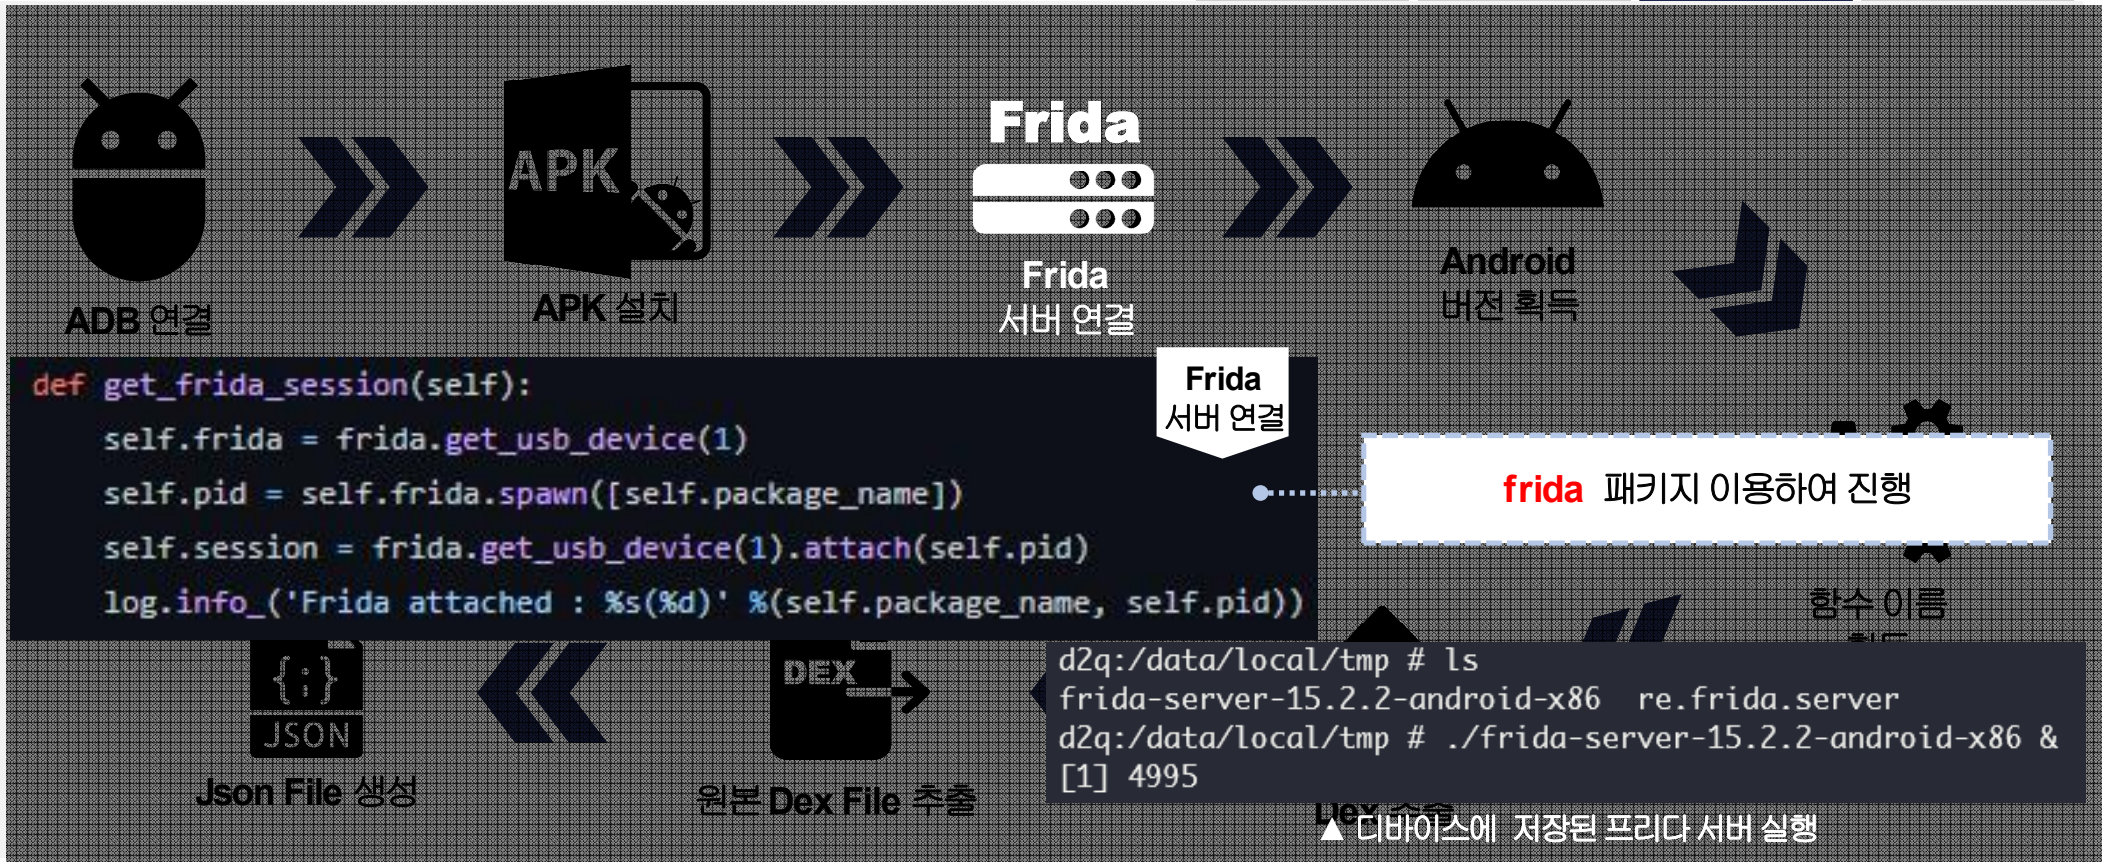 Frida
APK
ADB 연결
APK 설치
Frida
서버 연결
Android
버전 획득
def get_frida_session(self):
self.frida = frida.get_usb_device(1)
self.pid = self.frida.spawn([self.package_name])
self.session = frida.get_usb_device(1).attach(self.pid)
log.info_('Frida attached : %s(%d)' %(self.package_name, self.pid))
Frida
서버 연결
frida 패키지 이용하여 진행
함수 이름
{;}
JSON
Json File 생성
DEX
원본 Dex File 추출
d2q:/data/local/tmp # ls
frida-server-15.2.2-android-x86 re.frida.server
d2q:/data/local/tmp # ./frida-server-15.2.2-android-x86 &
[1] 4995
Dex 추출
▲ 디바이스에 저장된 프리다 서버 실행